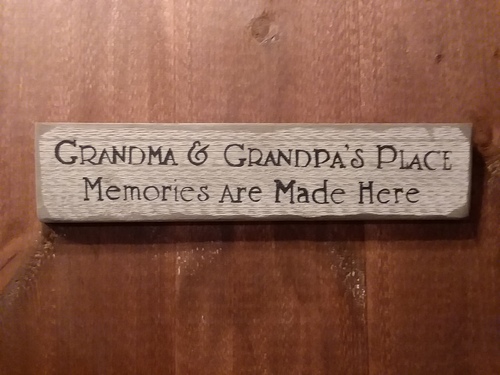 Grandma & Grandpa's Place
Memories Are Made Here